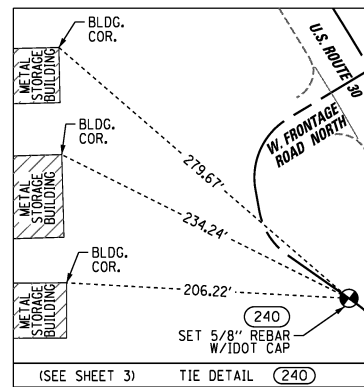 BLDG.
COR.
U.S. ROUTE 30
METAL
STORAGE
BUILDING
W. FRONTAGE
ROAD NORTH
BLDG.
COR.
279.67'
METAL
STORAGE
BUILDING
234.24'
BLDG.
COR.
METAL
STORAGE
BUILDING
206.22'
240
SET 5/8" REBAR
W/IDOT CAP
(SEE SHEET 3) TIE DETAIL 240